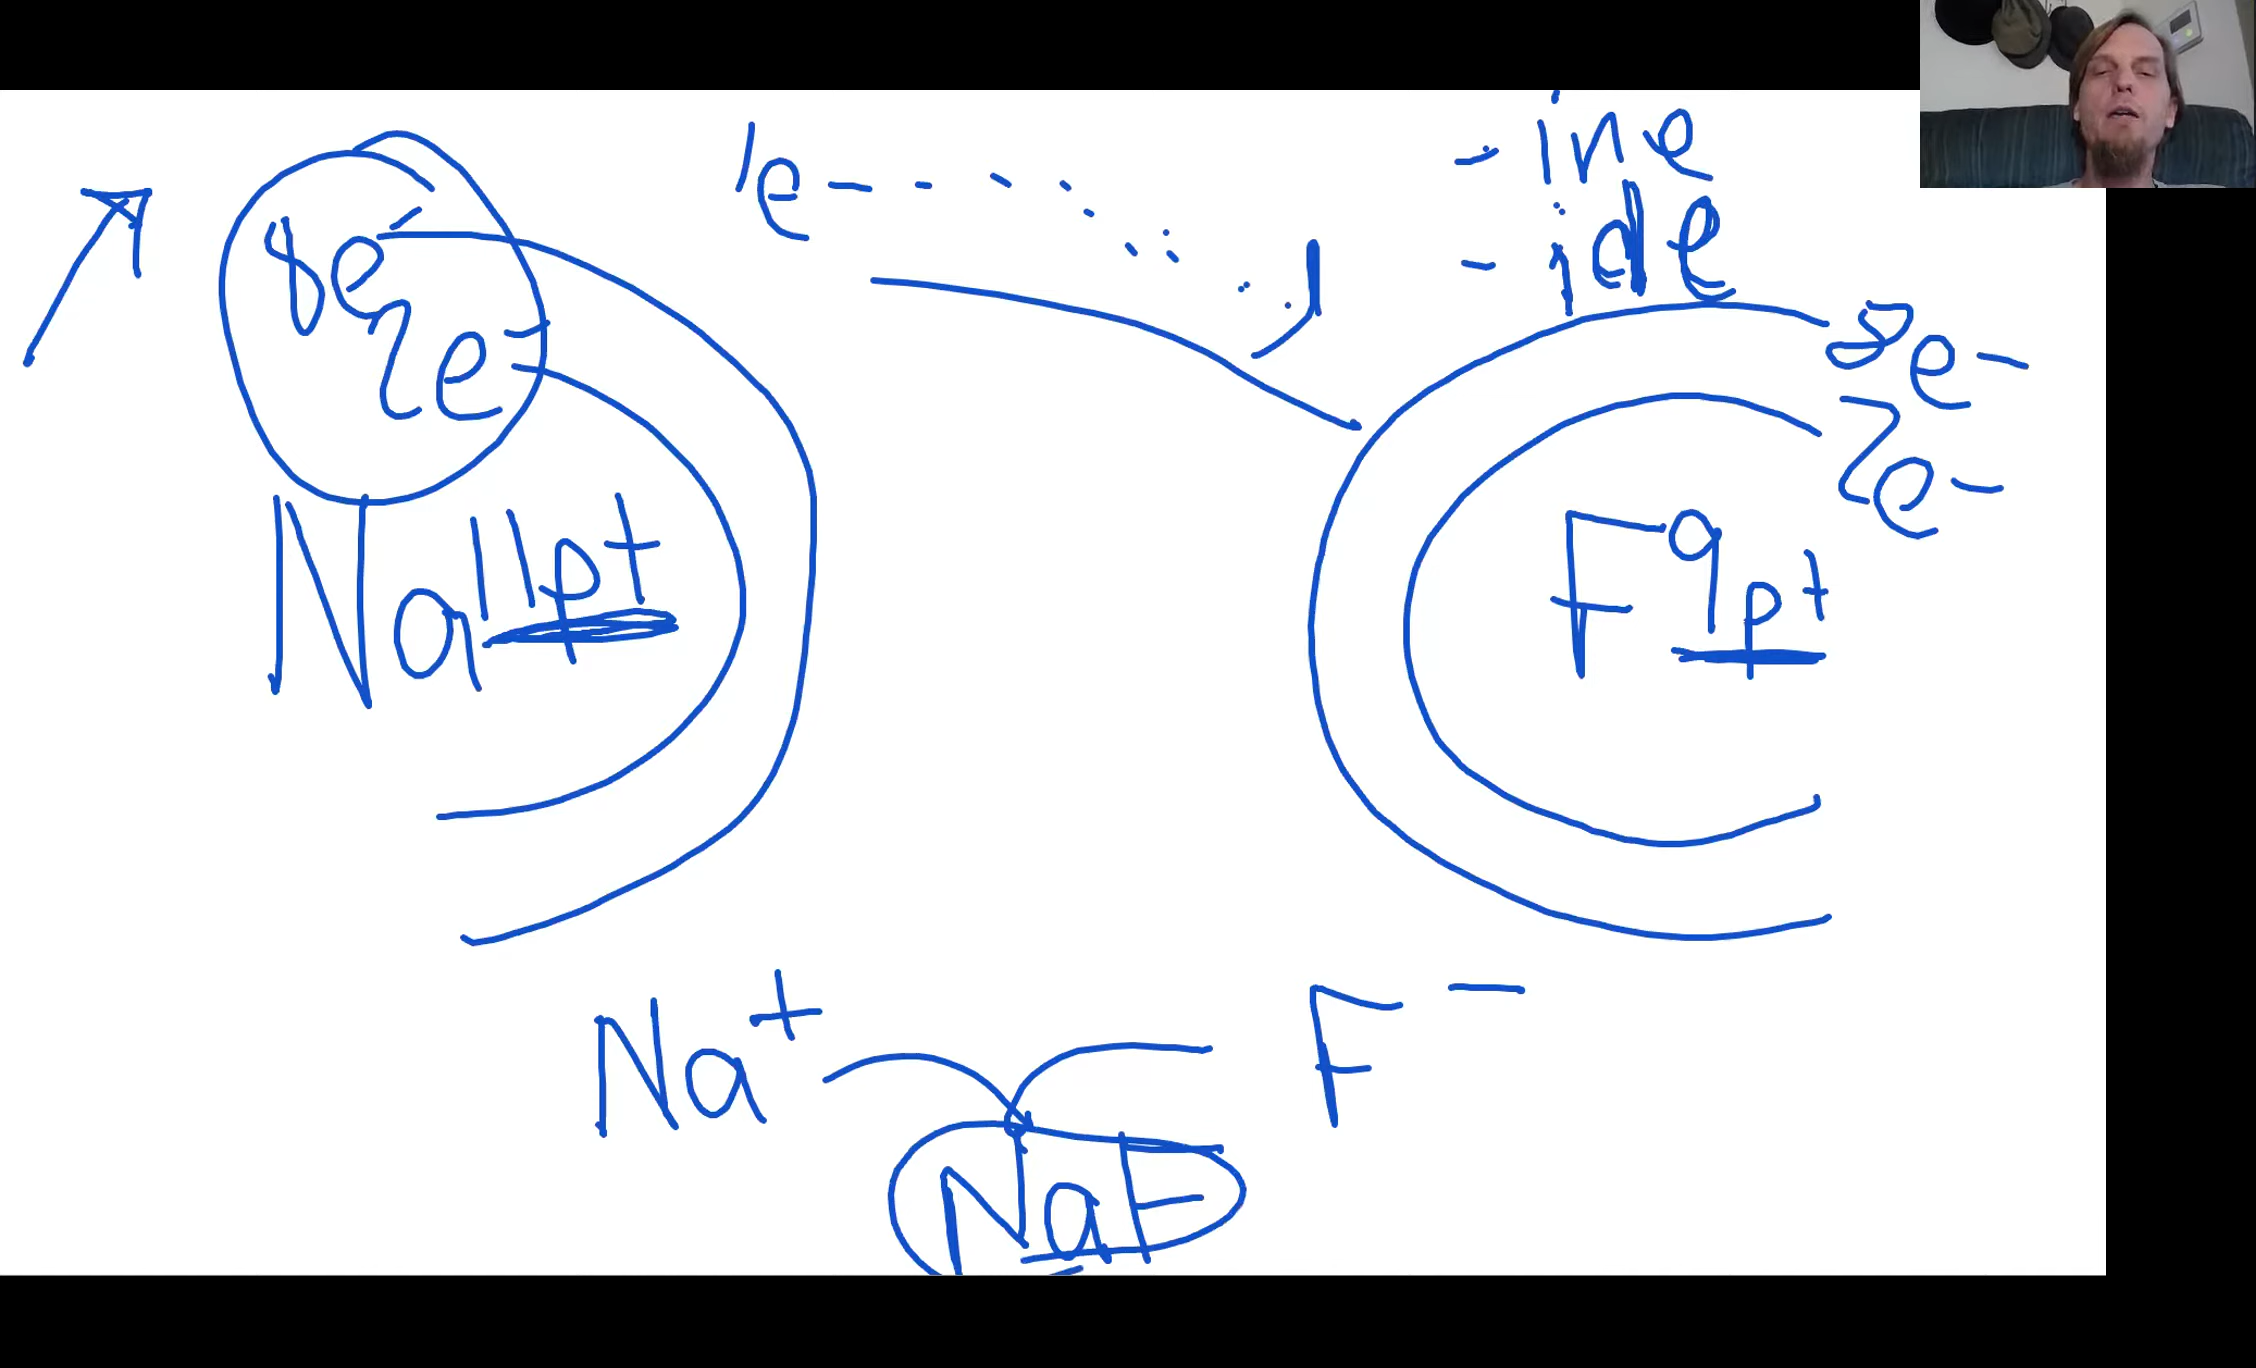 8e-
2e-
Na 11p+
1e-
-ine
-ide
8e-
2e-
F 9p+
Na+
F-
NaF